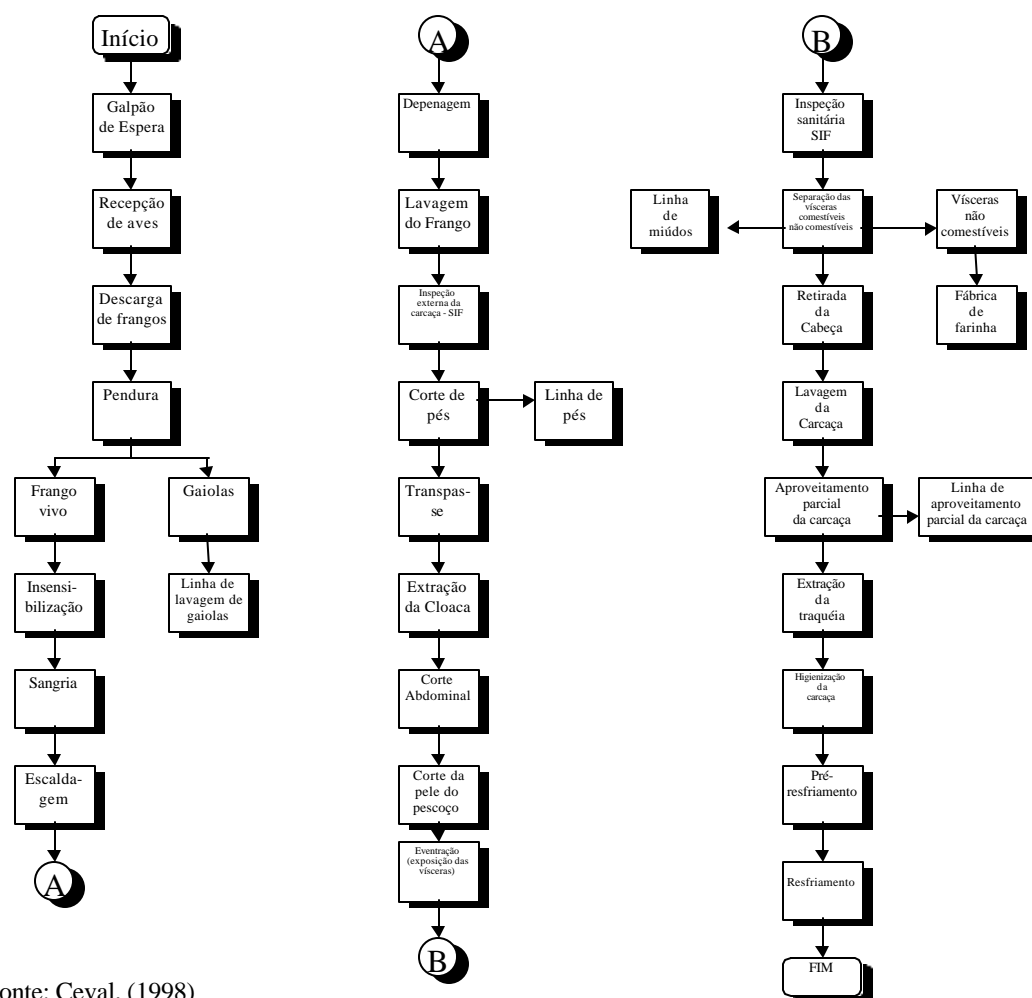 Início
Galpão
de Espera
Recepção
de aves
Descarga
de frangos
Pendura
Frango
vivo
Gaiolas
Insensi-
bilização
Linha de
lavagem de
gaiolas
Sangria
Escalda-
gem
A
A
Depenagem
Lavagem
do Frango
Inspeção
externa da
carcaça - SIF
Corte de
pés
Linha de
pés
Transpas-
se
Extração
da Cloaca
Corte
Abdominal
Corte da
pele do
pescoço
Eventração
(exposição das
vísceras)
B
B
Inspeção
sanitária
SIF
Separação das
vísceras
comestíveis
não comestíveis
Linha
de
miúdos
Vísceras
não
comestíveis
Fábrica
de
farinha
Retirada
da
Cabeça
Lavagem
da
Carcaça
Aproveitamento
parcial
da carcaça
Linha de
aproveitamento
parcial da carcaça
Extração
da
traquéia
Higienização
da
carcaça
Pré-
resfriamento
Resfriamento
FIM
onte: Ceval, (1998)